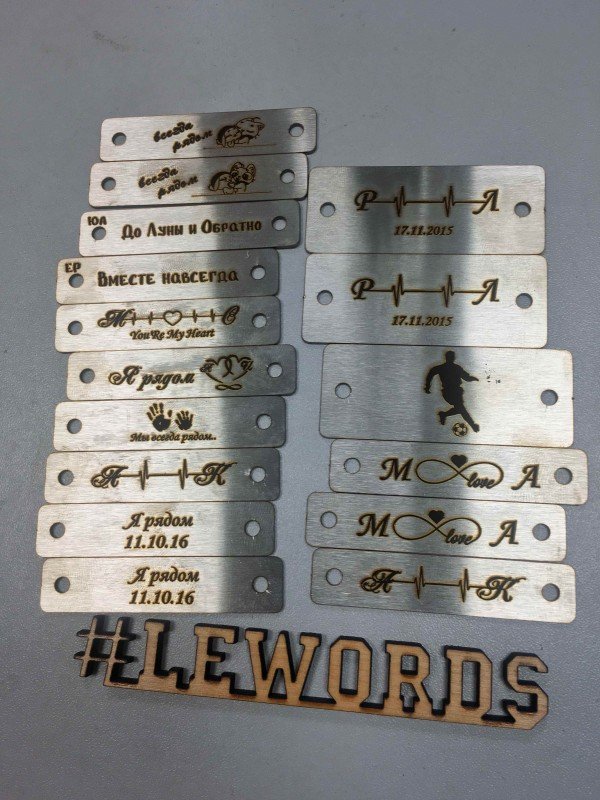 всегда
рядом
всегда
рядом
ЮЛ
До Луны и Обратно
ЕР
Вместе навсегда
М С
You'Re My Heart
Я рядом
Мы всегда рядом..
А К
Я рядом
11.10.16
Я рядом
11.10.16
Р Л
17.11.2015
Р Л
17.11.2015
М love А
М love А
А К
#LEWORDS